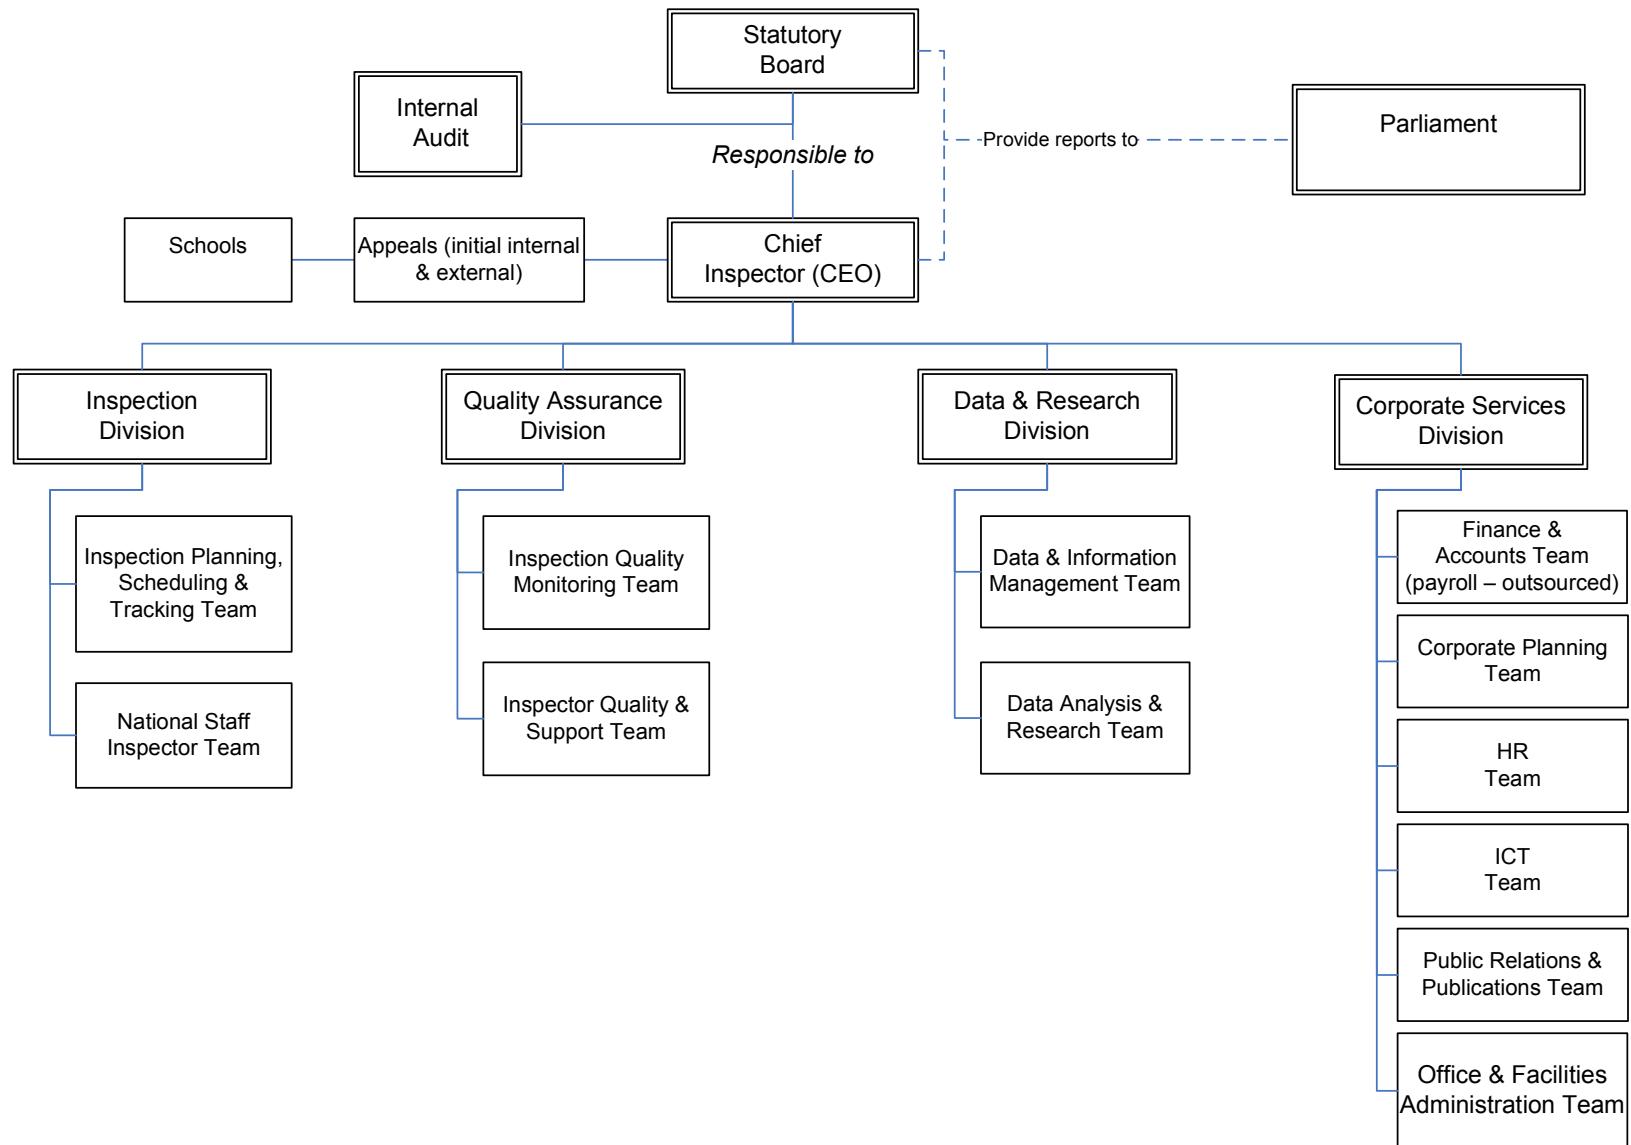 Statutory
Board
Internal
Audit
Parliament
Provide reports to
Responsible to
Schools
Appeals (initial internal
& external)
Chief
Inspector (CEO)
Inspection
Division
Quality Assurance
Division
Data & Research
Division
Corporate Services
Division
Inspection Planning,
Scheduling &
Tracking Team
National Staff
Inspector Team
Inspection Quality
Monitoring Team
Inspector Quality &
Support Team
Data & Information
Management Team
Data Analysis &
Research Team
Finance &
Accounts Team
(payroll – outsourced)
Corporate Planning
Team
HR
Team
ICT
Team
Public Relations &
Publications Team
Office & Facilities
Administration Team